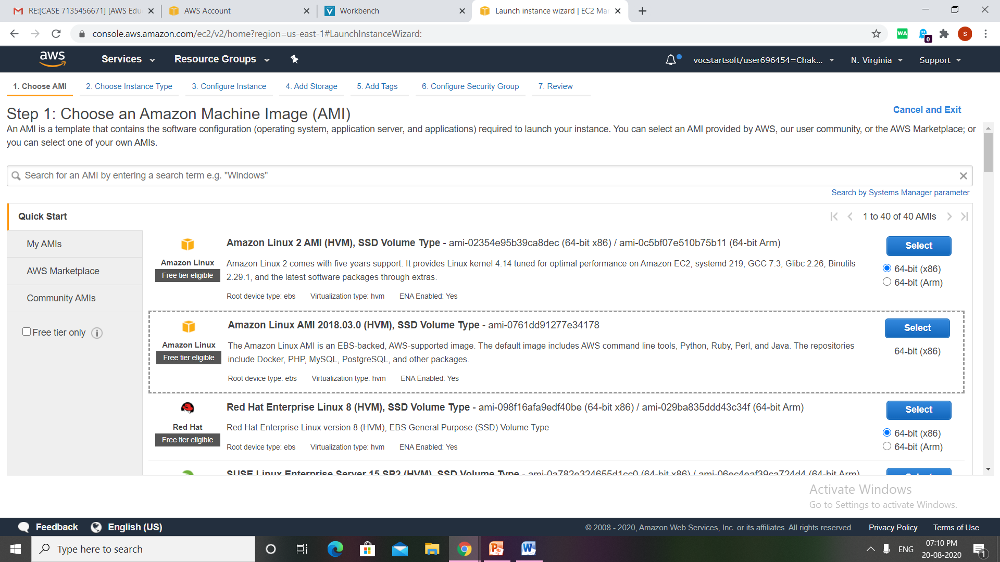 RE:[CASE 7135456671] [AWS Edu
AWS Account
Workbench
Launch instance wizard | EC2 Ma
console.aws.amazon.com/ec2/v2/home?region=us-east-1#LaunchInstanceWizard:
WA
0
S
aws
Services
Resource Groups
vocstartsoft/user696454=Chak...
N. Virginia
Support
1. Choose AMI
2. Choose Instance Type
3. Configure Instance
4. Add Storage
5. Add Tags
6. Configure Security Group
7. Review
Step 1: Choose an Amazon Machine Image (AMI)
Cancel and Exit
An AMI is a template that contains the software configuration (operating system, application server, and applications) required to launch your instance. You can select an AMI provided by AWS, our user community, or the AWS Marketplace; or
you can select one of your own AMIs.
Search for an AMI by entering a search term e.g. "Windows"
Search by Systems Manager parameter
Quick Start
1 to 40 of 40 AMIs
My AMIs
AWS Marketplace
Community AMIs
Free tier only
Amazon Linux
Free tier eligible
Amazon Linux 2 AMI (HVM), SSD Volume Type - ami-02354e95b39ca8dec (64-bit x86) / ami-0c5bf07e510b75b11 (64-bit Arm)
Amazon Linux 2 comes with five years support. It provides Linux kernel 4.14 tuned for optimal performance on Amazon EC2, systemd 219, GCC 7.3, Glibc 2.26, Binutils
2.29.1, and the latest software packages through extras.
Root device type: ebs
Virtualization type: hvm
ENA Enabled: Yes
Select
64-bit (x86)
64-bit (Arm)
Amazon Linux
Free tier eligible
Amazon Linux AMI 2018.03.0 (HVM), SSD Volume Type - ami-0761dd91277e34178
The Amazon Linux AMI is an EBS-backed, AWS-supported image. The default image includes AWS command line tools, Python, Ruby, Perl, and Java. The repositories
include Docker, PHP, MySQL, PostgreSQL, and other packages.
Root device type: ebs
Virtualization type: hvm
ENA Enabled: Yes
Select
64-bit (x86)
Red Hat
Free tier eligible
Red Hat Enterprise Linux 8 (HVM), SSD Volume Type - ami-098f16afa9edf40be (64-bit x86) / ami-029ba835ddd43c34f (64-bit Arm)
Red Hat Enterprise Linux version 8 (HVM), EBS General Purpose (SSD) Volume Type
Root device type: ebs
Virtualization type: hvm
ENA Enabled: Yes
Select
64-bit (x86)
64-bit (Arm)
SUSE Linux Enterprise Server 15 SP2 (HVM), SSD Volume Type - ami-0a782e324655d1cc0 (64-bit x86) / ami-06ec4eaf39ca724d4 (64-bit Arm)
Select
Activate Windows
Go to Settings to activate Windows.
Feedback
English (US)
© 2008 - 2020, Amazon Web Services, Inc. or its affiliates. All rights reserved.
Privacy Policy
Terms of Use
Type here to search
ENG
07:10 PM
20-08-2020
1